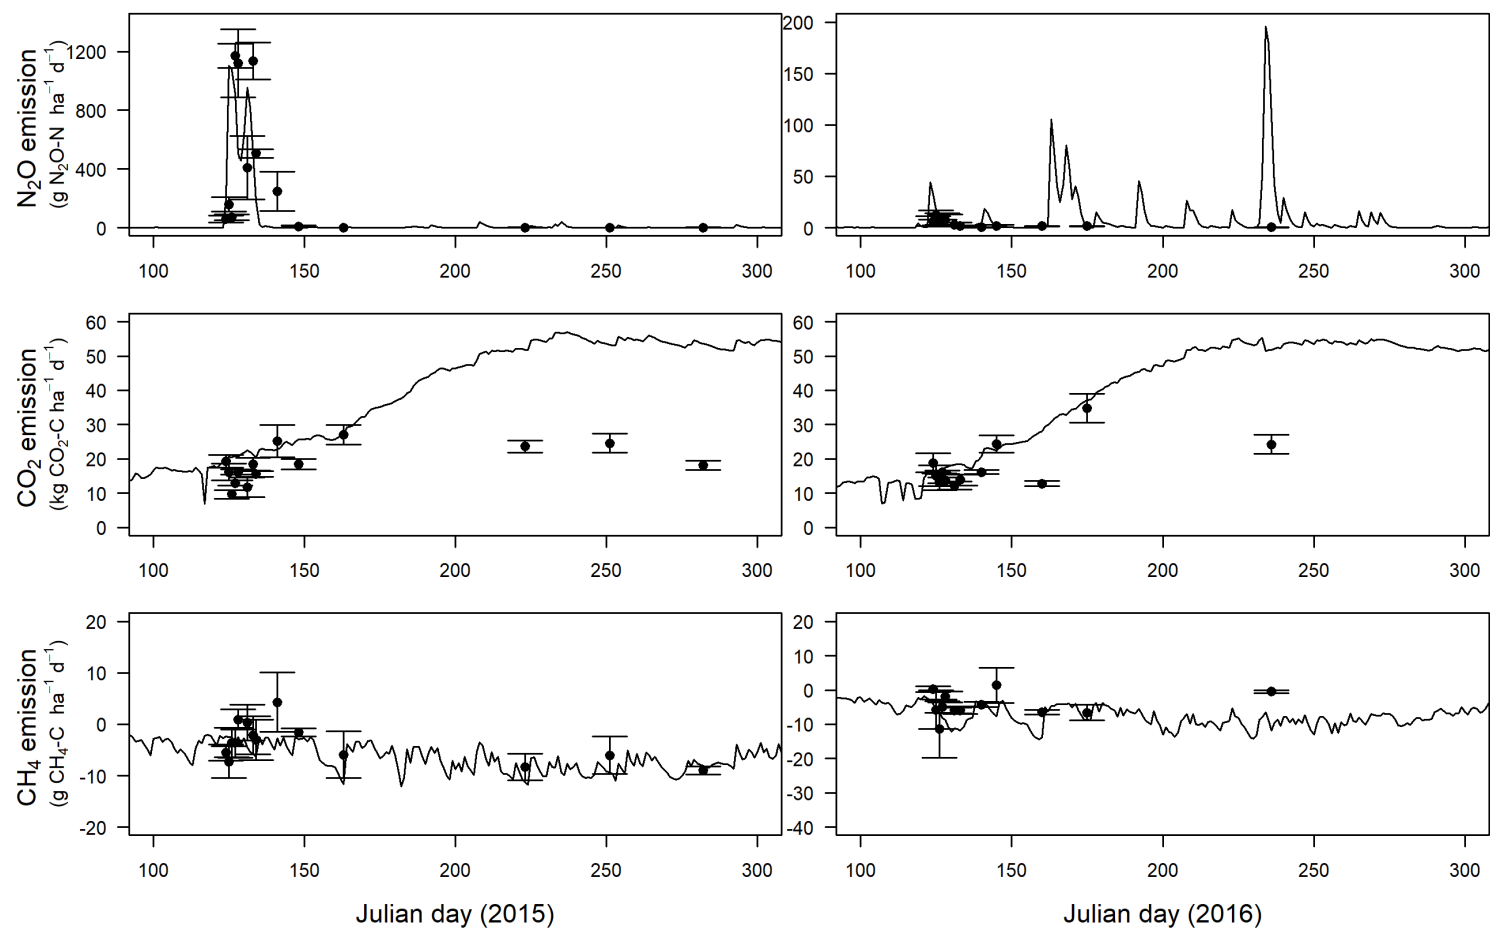 N₂O emission
(g N₂O-N ha⁻¹ d⁻¹)
1200
800
400
0
100 150 200 250 300
200
150
100
50
0
100 150 200 250 300
CO₂ emission
(kg CO₂-C ha⁻¹ d⁻¹)
60
50
40
30
20
10
0
100 150 200 250 300
60
50
40
30
20
10
0
100 150 200 250 300
CH₄ emission
(g CH₄-C ha⁻¹ d⁻¹)
20
10
0
-10
-20
100 150 200 250 300
20
10
0
-10
-20
-30
-40
100 150 200 250 300
Julian day (2015)
Julian day (2016)